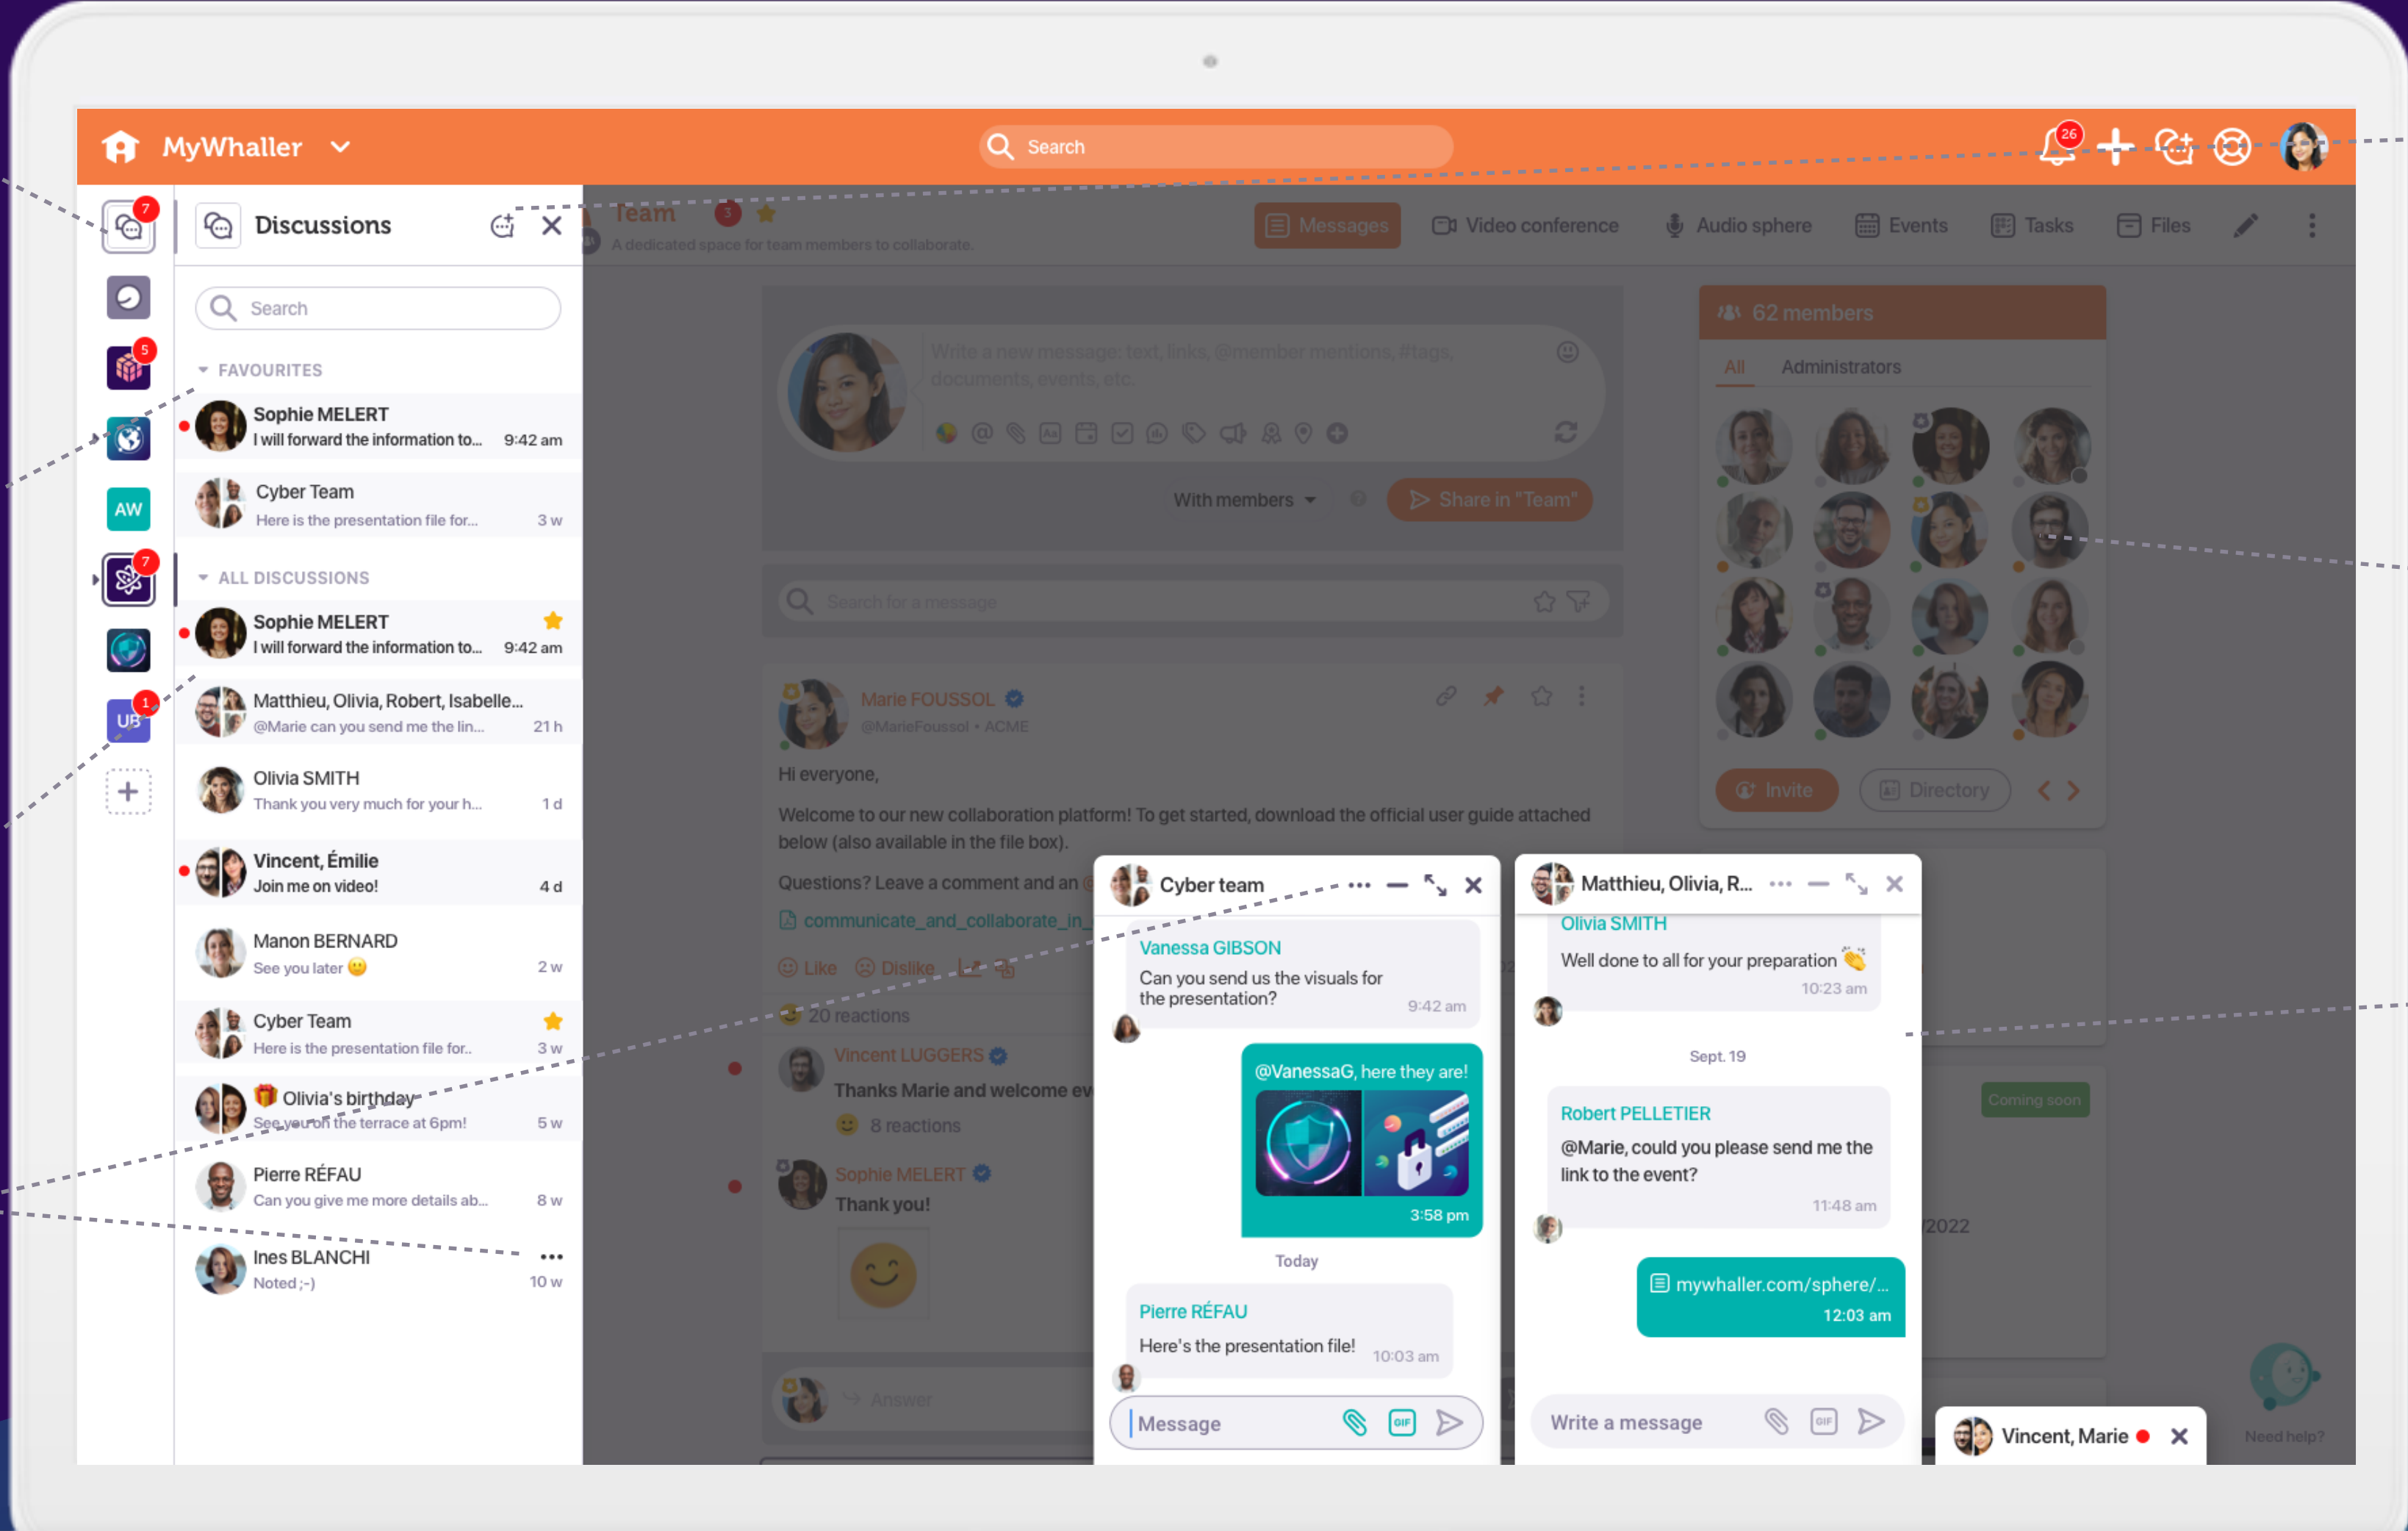 MyWhaller
Search
26
7
5
AW
7
UB
1
Discussions
Search
FAVOURITES
Sophie MELERT
I will forward the information to... 9:42 am
Cyber Team
Here is the presentation file for... 3 w
ALL DISCUSSIONS
Sophie MELERT
I will forward the information to... 9:42 am
Matthieu, Olivia, Robert, Isabelle...
@Marie can you send me the lin... 21 h
Olivia SMITH
Thank you very much for your h... 1 d
Vincent, Émilie
Join me on video! 4 d
Manon BERNARD
See you later 🙂 2 w
Cyber Team
Here is the presentation file for.. 3 w
🎁 Olivia's birthday
See you on the terrace at 6pm! 5 w
Pierre RÉFAU
Can you give me more details ab... 8 w
Ines BLANCHI
Noted ;-) 10 w
Team 3
A dedicated space for team members to collaborate.
Messages Video conference Audio sphere Events Tasks Files
Write a new message: text, links, @member mentions, #tags,
documents, events, etc.
With members Share in "Team"
Search for a message
Marie FOUSSOL
@MarieFoussol • ACME
Hi everyone,
Welcome to our new collaboration platform! To get started, download the official user guide attached
below (also available in the file box).
Questions? Leave a comment and an @
communicate_and_collaborate_in_
Like Dislike
20 reactions
Vincent LUGGERS
Thanks Marie and welcome ev
8 reactions
Sophie MELERT
Thank you!
Answer
62 members
All Administrators
Invite Directory
Coming soon
/2022
Need help?
Cyber team
Vanessa GIBSON
Can you send us the visuals for
the presentation?
9:42 am
@VanessaG, here they are!
3:58 pm
Today
Pierre RÉFAU
Here's the presentation file!
10:03 am
Message GIF
Matthieu, Olivia, R...
Olivia SMITH
Well done to all for your preparation 👏
10:23 am
Sept. 19
Robert PELLETIER
@Marie, could you please send me the
link to the event?
11:48 am
mywhaller.com/sphere/...
12:03 am
Write a message GIF
Vincent, Marie